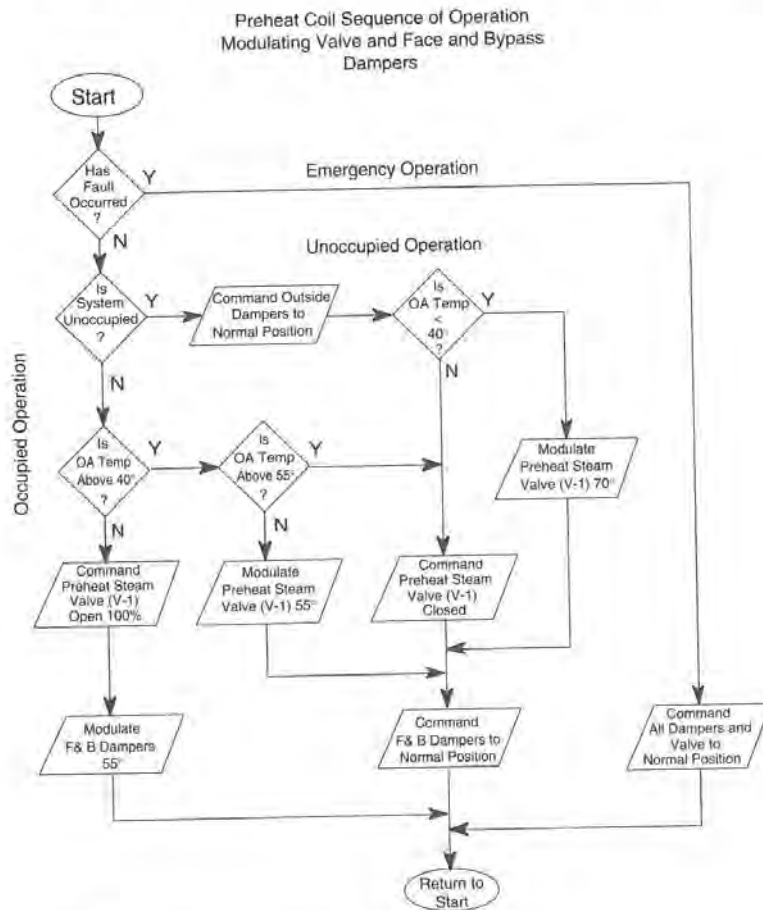 Preheat Coil Sequence of Operation
Modulating Valve and Face and Bypass
Dampers
Start
Has
Fault
Occurred
?
Y
Emergency Operation
N
Unoccupied Operation
Is
System
Unoccupied
?
Y
Command Outside
Dampers to
Normal Position
Is
OA Temp
<
40°
?
Y
N
N
Occupied Operation
Is
OA Temp
Above 40°
?
Y
Is
OA Temp
Above 55°
?
Y
Modulate
Preheat Steam
Valve (V-1) 70°
N
N
Command
Preheat Steam
Valve (V-1)
Open 100%
Modulate
Preheat Steam
Valve (V-1) 55°
Command
Preheat Steam
Valve (V-1)
Closed
Modulate
F& B Dampers
55°
Command
F& B Dampers to
Normal Position
Command
All Dampers and
Valve to
Normal Position
Return to
Start